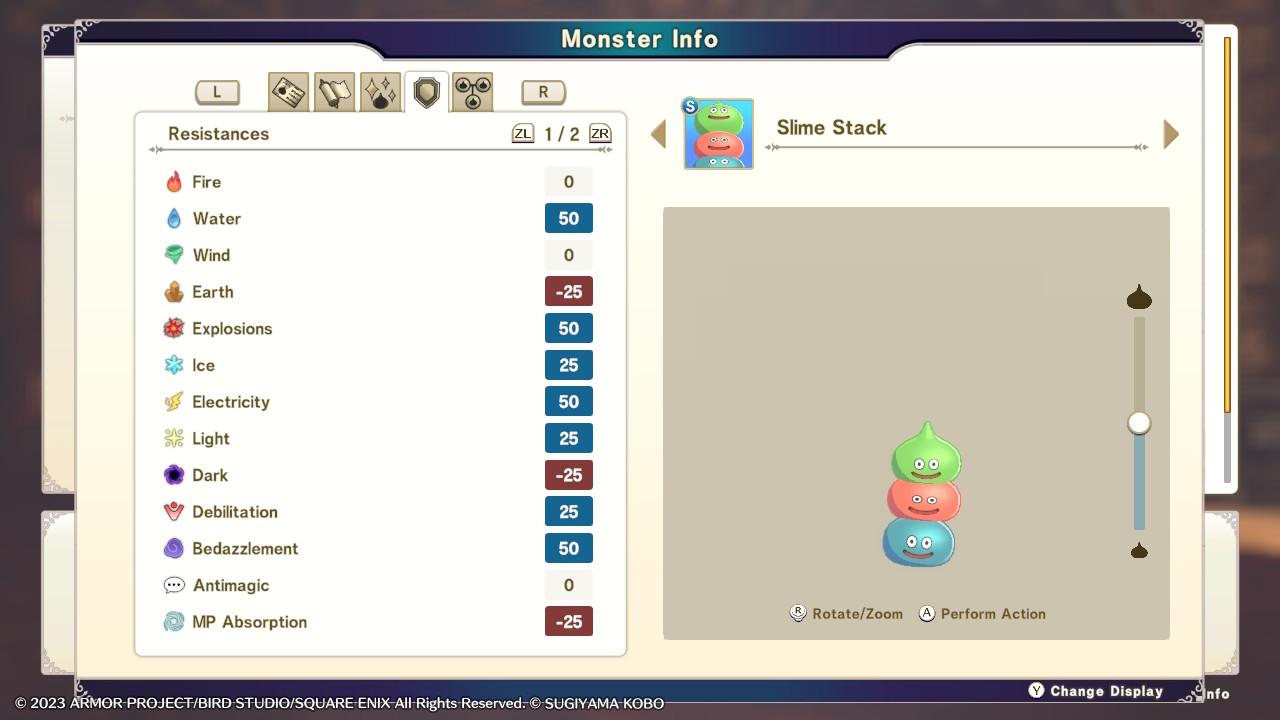 Monster Info
L
R
Resistances
ZL 1 / 2 ZR
Fire 0
Water 50
Wind 0
Earth -25
Explosions 50
Ice 25
Electricity 50
Light 25
Dark -25
Debilitation 25
Bedazzlement 50
Antimagic 0
MP Absorption -25
S
Slime Stack
R Rotate/Zoom A Perform Action
Y Change Display
Info
© 2023 ARMOR PROJECT/BIRD STUDIO/SQUARE ENIX All Rights Reserved. © SUGIYAMA KOBO